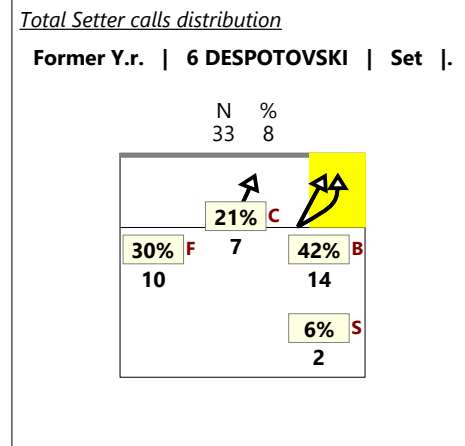 Total Setter calls distribution
Former Y.r. | 6 DESPOTOVSKI | Set |.
N %
33 8
21% C
7
30% F
10
42% B
14
6% S
2